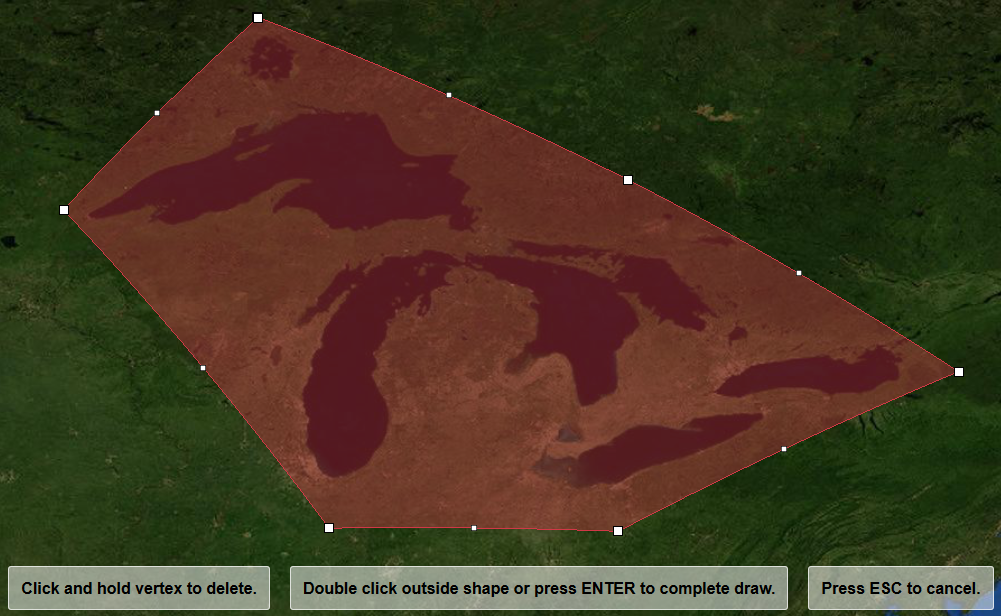 Click and hold vertex to delete.
Double click outside shape or press ENTER to complete draw.
Press ESC to cancel.